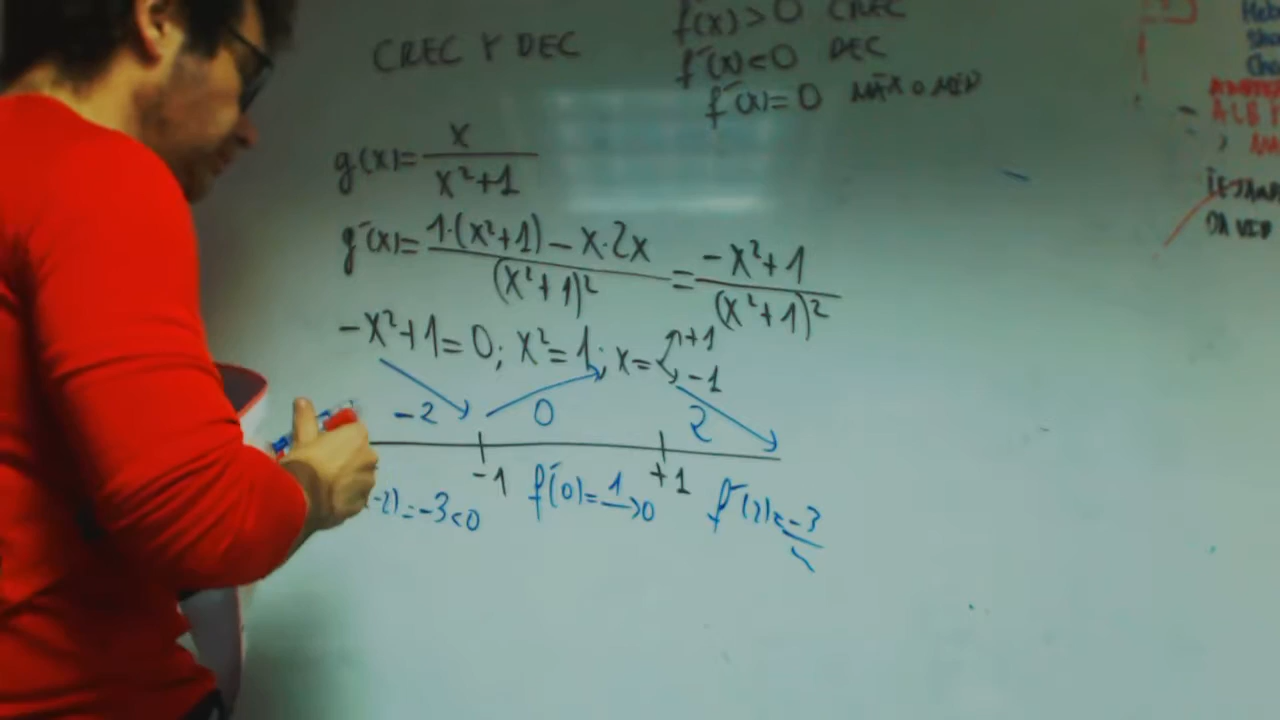 f'(x) > 0 CREC
CREC Y DEC
f'(x) < 0 DEC
f'(x) = 0 MÁX O MIN
g(x) = x / (x²+1)
g'(x) = (1·(x²+1) - x·2x) / (x²+1)² = (-x²+1) / (x²+1)²
-x²+1 = 0; x² = 1; x = +1
-1
-2 0 2
-1 +1
-2) = -3 < 0
f'(0) = 1 > 0
f'(2) = -3
DA